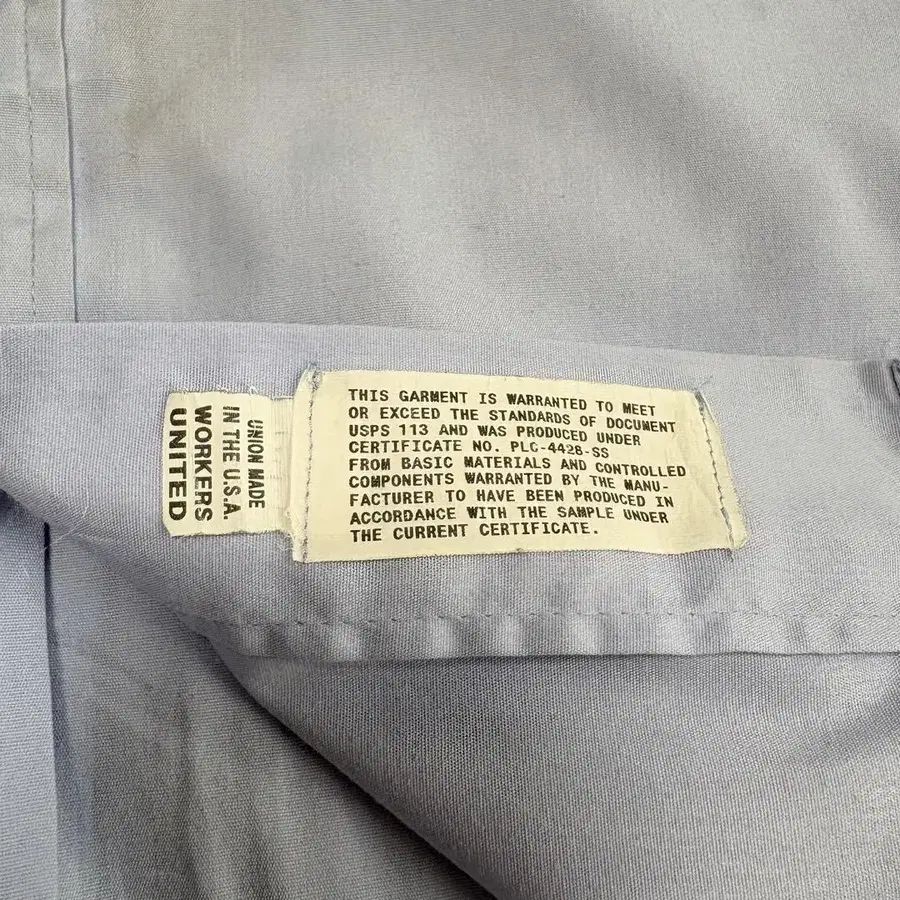 THIS GARMENT IS WARRANTED TO MEET
OR EXCEED THE STANDARDS OF DOCUMENT
USPS 113 AND WAS PRODUCED UNDER
CERTIFICATE NO. PLC-4428-SS
FROM BASIC MATERIALS AND CONTROLLED
COMPONENTS WARRANTED BY THE MANU-
FACTURER TO HAVE BEEN PRODUCED IN
ACCORDANCE WITH THE SAMPLE UNDER
THE CURRENT CERTIFICATE.
UNION MADE
IN THE U.S.A.
WORKERS
UNITED